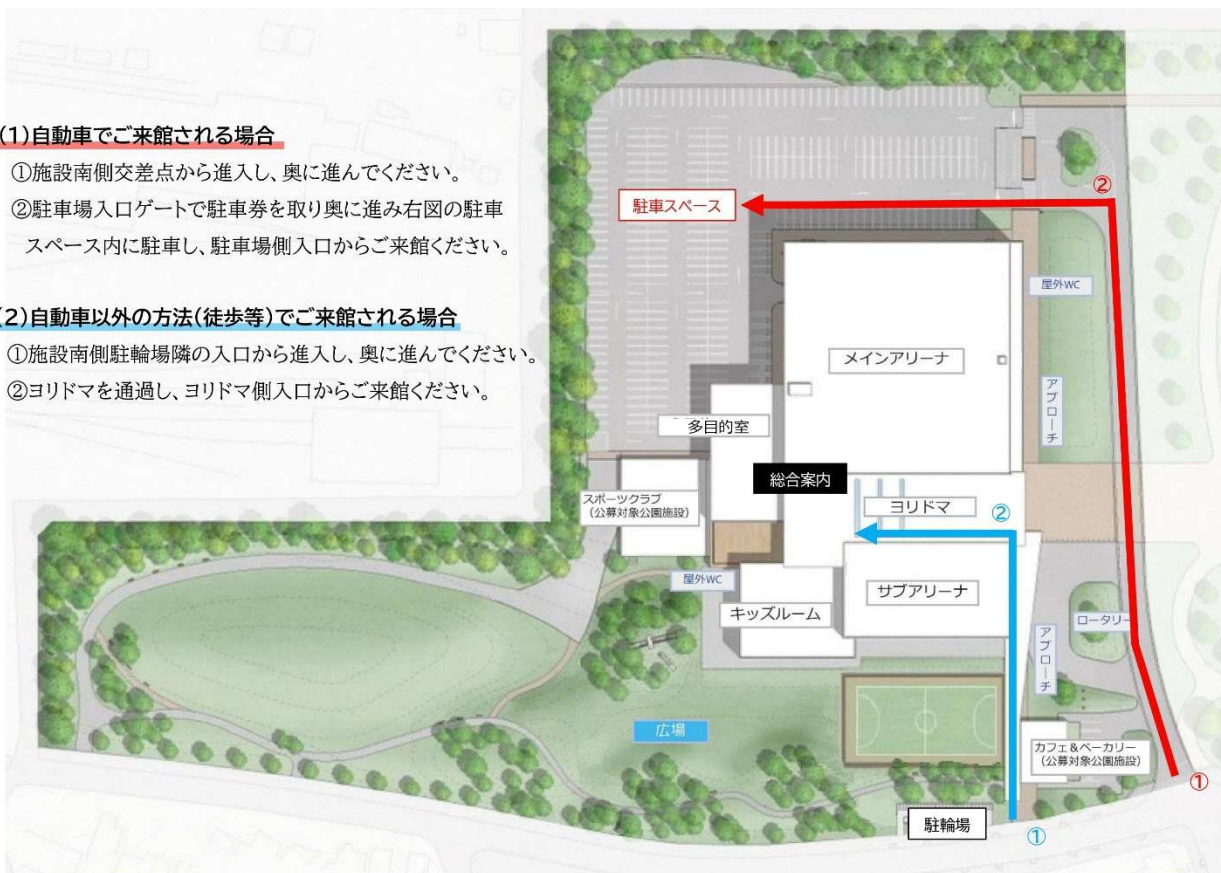 (1)自動車でご来館される場合
①施設南側交差点から進入し、奥に進んでください。
②駐車場入口ゲートで駐車券を取り奥に進み右図の駐車
スペース内に駐車し、駐車場側入口からご来館ください。
(2)自動車以外の方法(徒歩等)でご来館される場合
①施設南側駐輪場隣の入口から進入し、奥に進んでください。
②ヨリドマを通過し、ヨリドマ側入口からご来館ください。
②
駐車スペース
屋外WC
メインアリーナ
アプローチ
多目的室
総合案内
スポーツクラブ
(公募対象公園施設)
ヨリドマ
②
屋外WC
サブアリーナ
キッズルーム
ロータリー
アプローチ
広場
カフェ&ベーカリー
(公募対象公園施設)
①
駐輪場
①